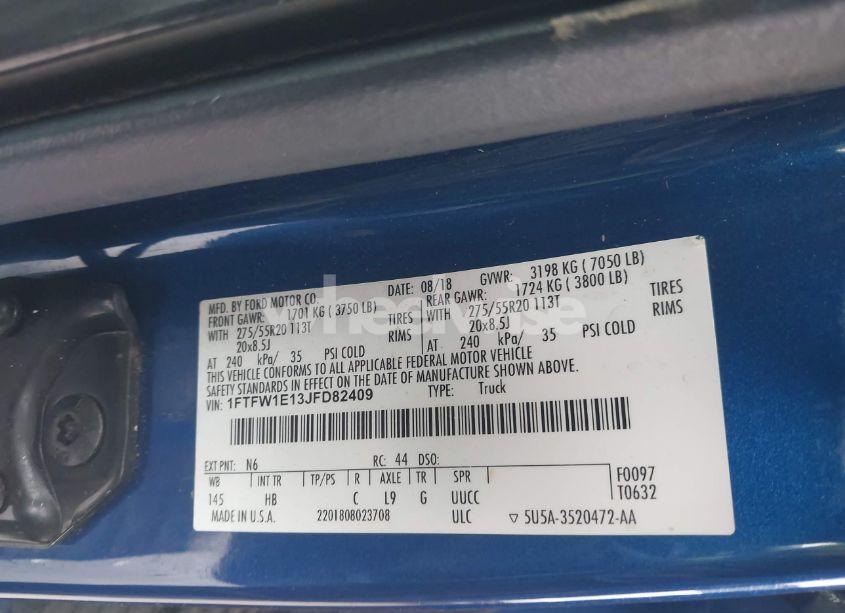 MFD. BY FORD MOTOR CO. DATE: 08/18 GVWR: 3198 KG ( 7050 LB)
FRONT GAWR: 1701 KG ( 3750 LB) REAR GAWR: 1724 KG ( 3800 LB)
WITH 275/55R20 113T TIRES WITH 275/55R20 113T TIRES
20x8.5J RIMS 20x8.5J RIMS
AT 240 kPa/ 35 PSI COLD AT 240 kPa/ 35 PSI COLD
THIS VEHICLE CONFORMS TO ALL APPLICABLE FEDERAL MOTOR VEHICLE
SAFETY STANDARDS IN EFFECT ON THE DATE OF MANUFACTURE SHOWN ABOVE.
VIN: 1FTFW1E13JFD82409 TYPE: Truck
EXT PNT: N6 RC: 44 DSO:
WB INT TR TP/PS R AXLE TR SPR F0097
145 HB C L9 G UUCC T0632
MADE IN U.S.A. 2201808023708 ULC ▽ 5U5A-3520472-AA
wheelwise